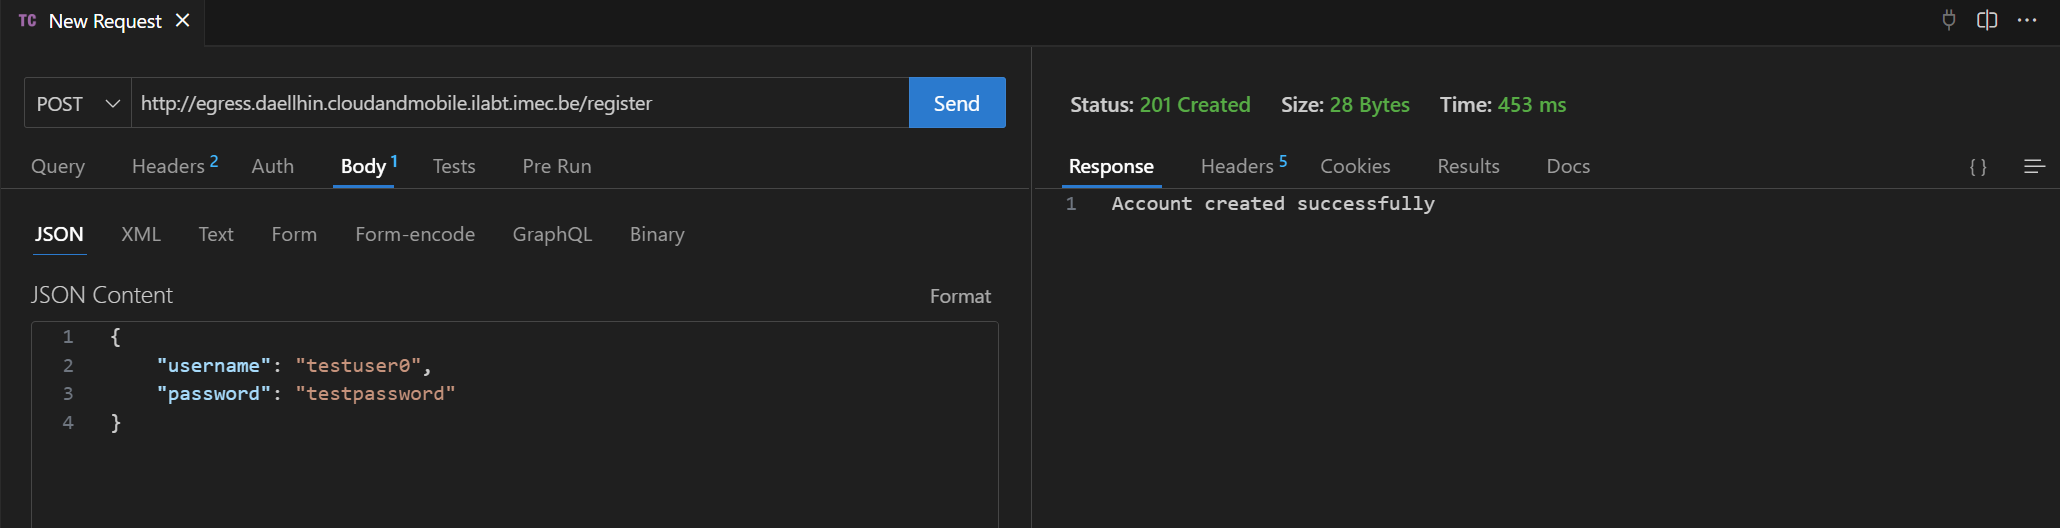 TC New Request
POST http://egress.daellhin.cloudandmobile.ilabt.imec.be/register Send
Query Headers 2 Auth Body 1 Tests Pre Run
JSON XML Text Form Form-encode GraphQL Binary
JSON Content Format
1 {
2 "username": "testuser0",
3 "password": "testpassword"
4 }
Status: 201 Created Size: 28 Bytes Time: 453 ms
Response Headers 5 Cookies Results Docs { }
1 Account created successfully